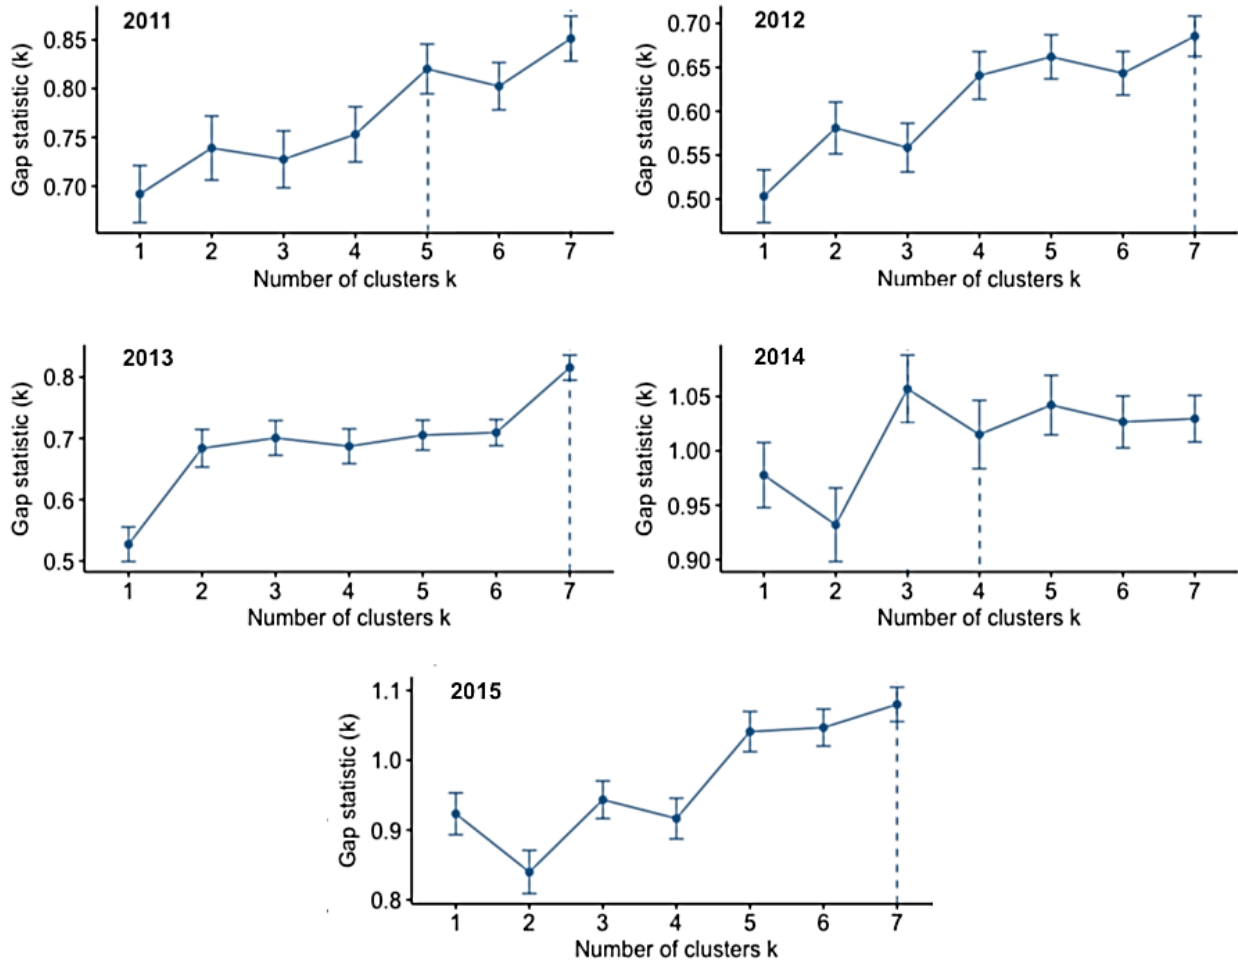 2011
Gap statistic (k)
0.85
0.80
0.75
0.70
1 2 3 4 5 6 7
Number of clusters k
2012
Gap statistic (k)
0.70
0.65
0.60
0.55
0.50
1 2 3 4 5 6 7
Number of clusters k
2013
Gap statistic (k)
0.8
0.7
0.6
0.5
1 2 3 4 5 6 7
Number of clusters k
2014
Gap statistic (k)
1.05
1.00
0.95
0.90
1 2 3 4 5 6 7
Number of clusters k
2015
Gap statistic (k)
1.1
1.0
0.9
0.8
1 2 3 4 5 6 7
Number of clusters k